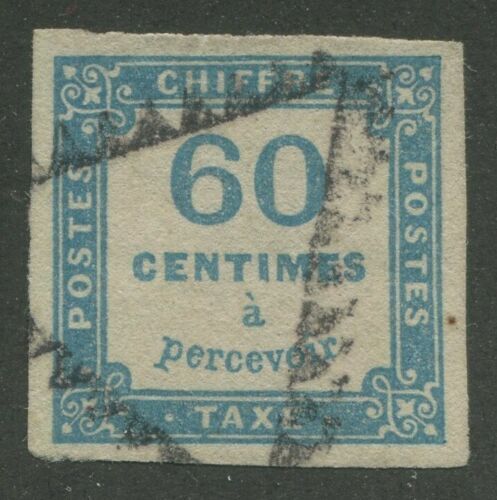 CHIFFRE
POSTES
60
CENTIMES
à
percevoir
POSTES
· TAXE